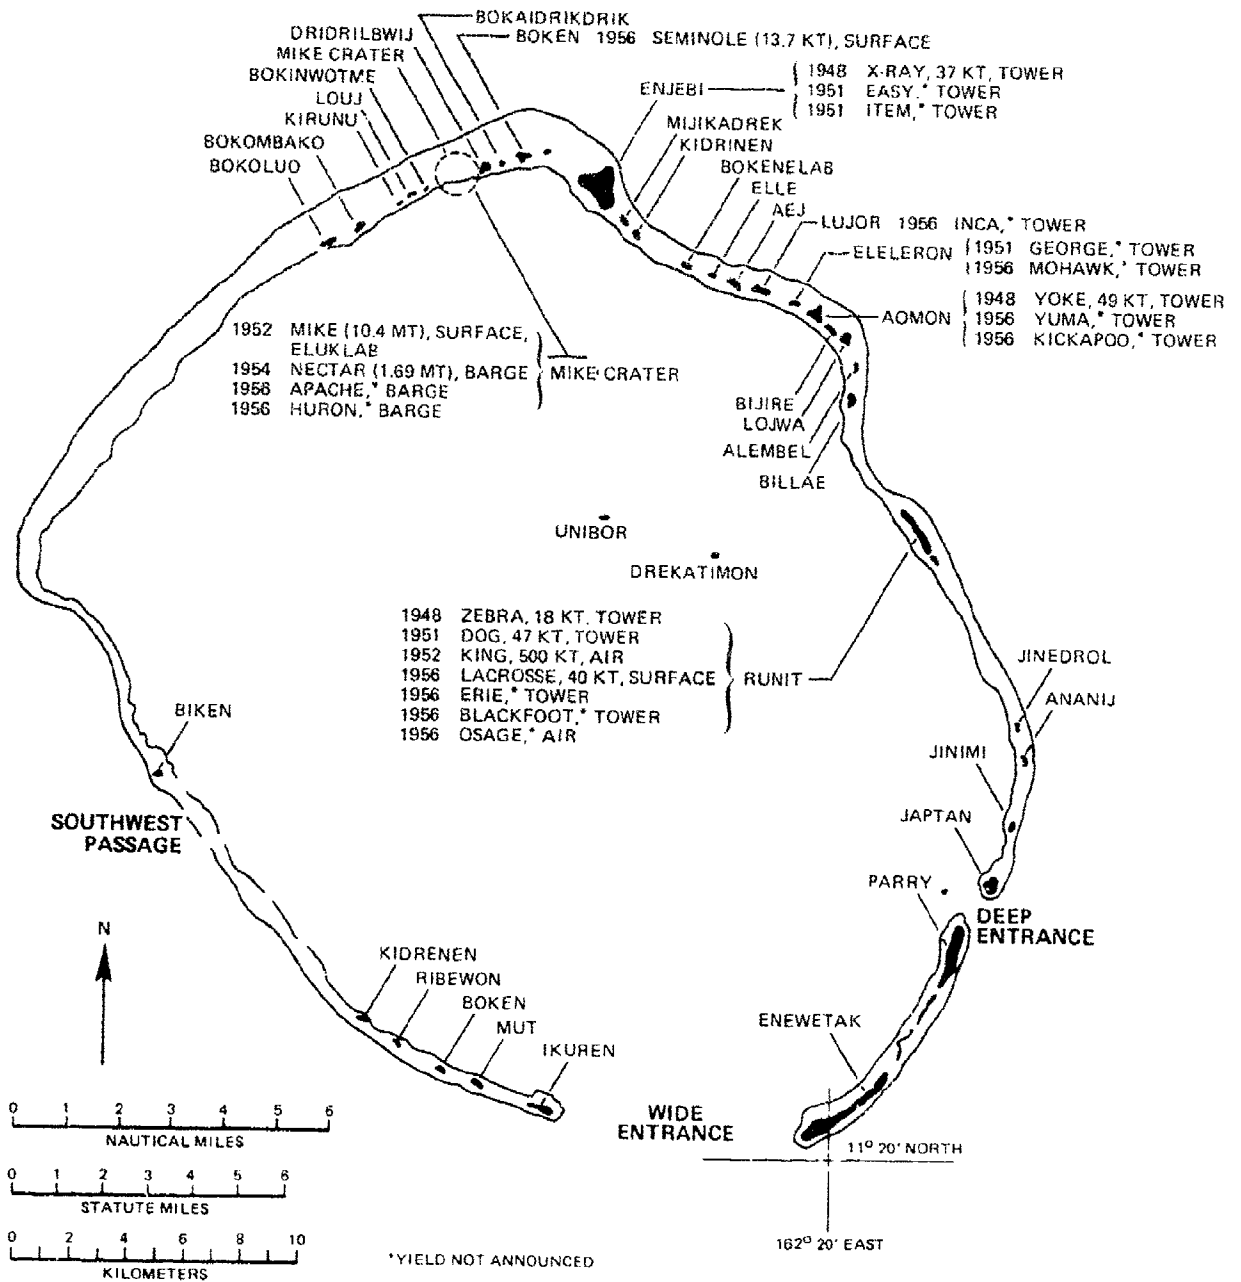 BOKAIDRIKDRIK
BOKEN 1956 SEMINOLE (13.7 KT), SURFACE
DRIDRILBWIJ
MIKE CRATER
BOKINWOTME
LOUJ
KIRUNU
BOKOMBAKO
BOKOLUO
ENJEBI
1948 X-RAY, 37 KT, TOWER
1951 EASY,* TOWER
1951 ITEM,* TOWER
MIJIKADREK
KIDRINEN
BOKENELAB
ELLE
AEJ
LUJOR 1956 INCA,* TOWER
ELELERON
1951 GEORGE,* TOWER
1956 MOHAWK,* TOWER
AOMON
1948 YOKE, 49 KT, TOWER
1956 YUMA,* TOWER
1956 KICKAPOO,* TOWER
1952 MIKE (10.4 MT), SURFACE,
ELUKLAB
1954 NECTAR (1.69 MT), BARGE
1956 APACHE,* BARGE
1956 HURON,* BARGE
MIKE CRATER
BIJIRE
LOJWA
ALEMBEL
BILLAE
UNIBOR
DREKATIMON
1948 ZEBRA, 18 KT, TOWER
1951 DOG, 47 KT, TOWER
1952 KING, 500 KT, AIR
1956 LACROSSE, 40 KT, SURFACE
1956 ERIE,* TOWER
1956 BLACKFOOT,* TOWER
1956 OSAGE,* AIR
RUNIT
JINEDROL
ANANIJ
JINIMI
JAPTAN
PARRY
DEEP
ENTRANCE
BIKEN
SOUTHWEST
PASSAGE
N
KIDRENEN
RIBEWON
BOKEN
MUT
IKUREN
ENEWETAK
WIDE
ENTRANCE
11° 20' NORTH
162° 20' EAST
0 1 2 3 4 5 6
NAUTICAL MILES
0 1 2 3 4 5 6
STATUTE MILES
0 2 4 6 8 10
KILOMETERS
*YIELD NOT ANNOUNCED